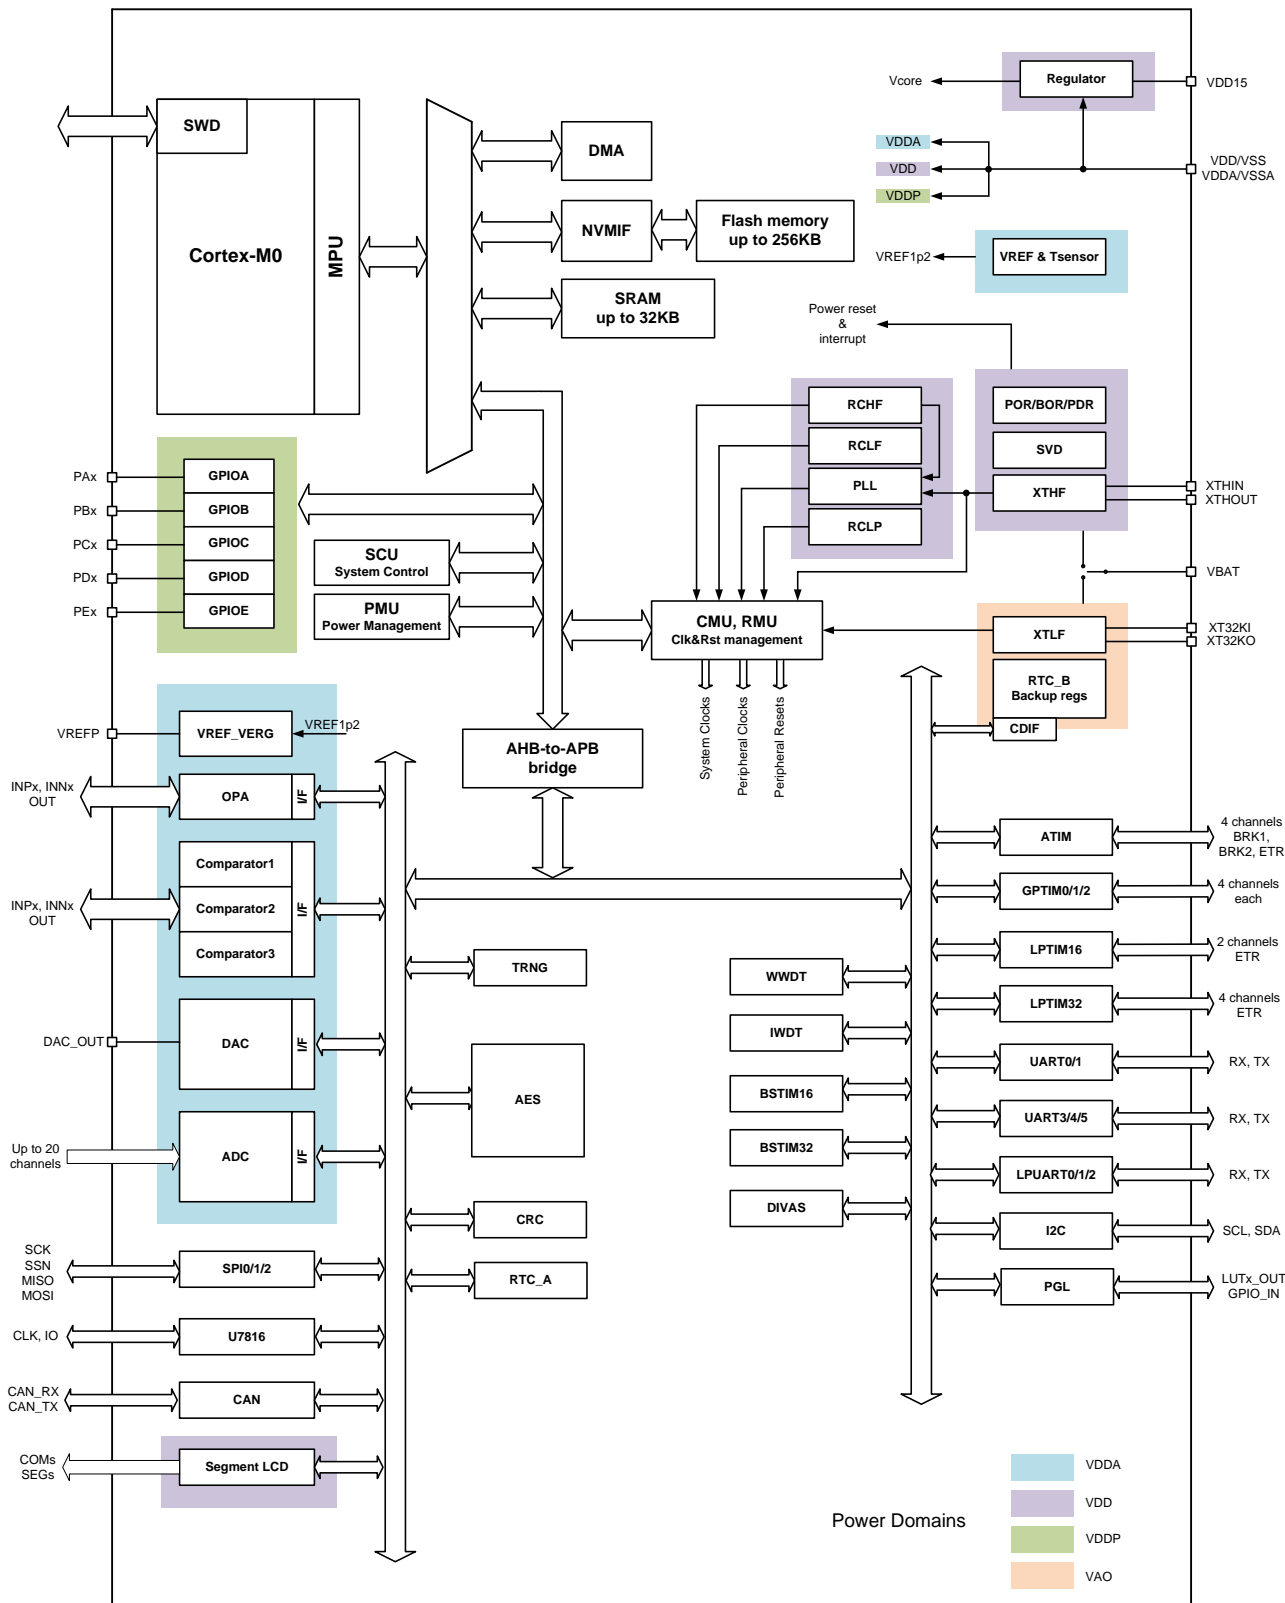 SWD
Cortex-M0
MPU
DMA
NVMIF
Flash memory
up to 256KB
SRAM
up to 32KB
Vcore
Regulator
VDD15
VDDA
VDD
VDDP
VDD/VSS
VDDA/VSSA
VREF1p2
VREF & Tsensor
Power reset
&
interrupt
RCHF
RCLF
PLL
RCLP
POR/BOR/PDR
SVD
XTHF
XTHIN
XTHOUT
VBAT
PAx
PBx
PCx
PDx
PEx
GPIOA
GPIOB
GPIOC
GPIOD
GPIOE
SCU
System Control
PMU
Power Management
CMU, RMU
Clk&Rst management
System Clocks
Peripheral Clocks
Peripheral Resets
XTLF
XT32KI
XT32KO
RTC_B
Backup regs
CDIF
VREFP
VREF_VERG
VREF1p2
AHB-to-APB
bridge
INPx, INNx
OUT
OPA
I/F
INPx, INNx
OUT
Comparator1
Comparator2
Comparator3
I/F
DAC_OUT
DAC
I/F
Up to 20
channels
ADC
I/F
TRNG
AES
CRC
RTC_A
WWDT
IWDT
BSTIM16
BSTIM32
DIVAS
ATIM
4 channels
BRK1,
BRK2, ETR
GPTIM0/1/2
4 channels
each
LPTIM16
2 channels
ETR
LPTIM32
4 channels
ETR
UART0/1
RX, TX
UART3/4/5
RX, TX
LPUART0/1/2
RX, TX
I2C
SCL, SDA
PGL
LUTx_OUT
GPIO_IN
SCK
SSN
MISO
MOSI
SPI0/1/2
CLK, IO
U7816
CAN_RX
CAN_TX
CAN
COMs
SEGs
Segment LCD
Power Domains
VDDA
VDD
VDDP
VAO